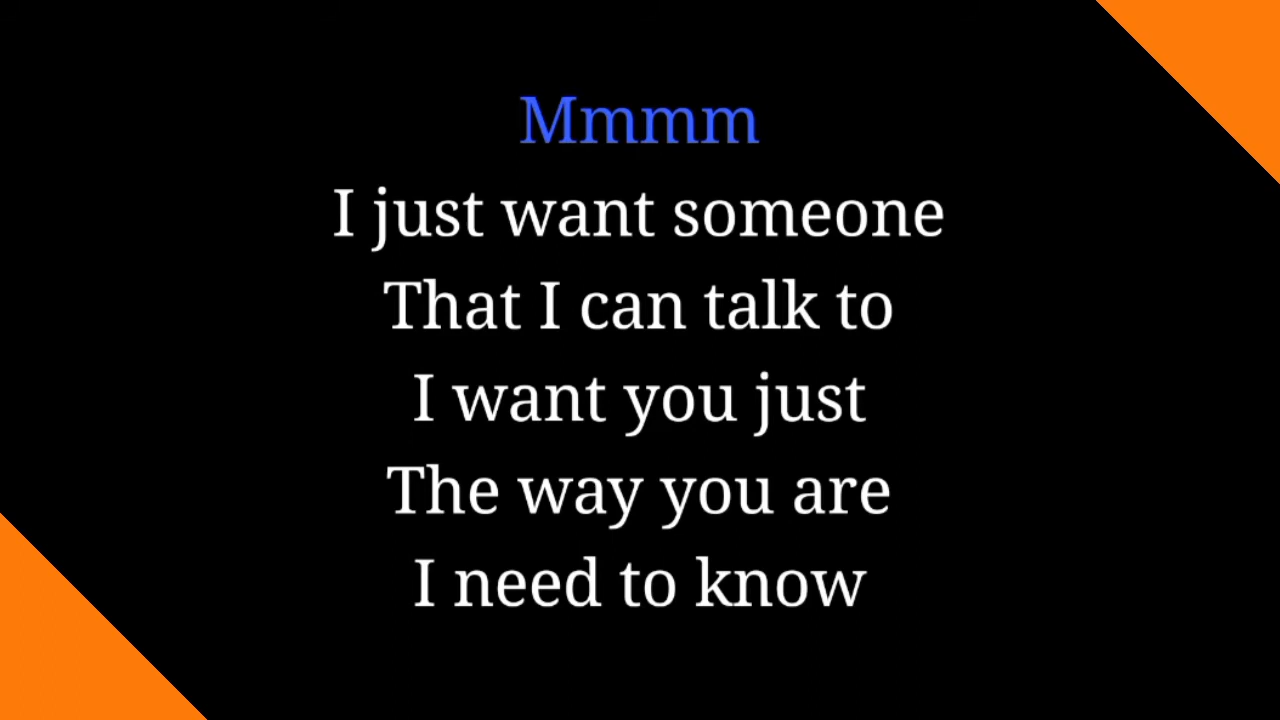 Mmmm
I just want someone
That I can talk to
I want you just
The way you are
I need to know